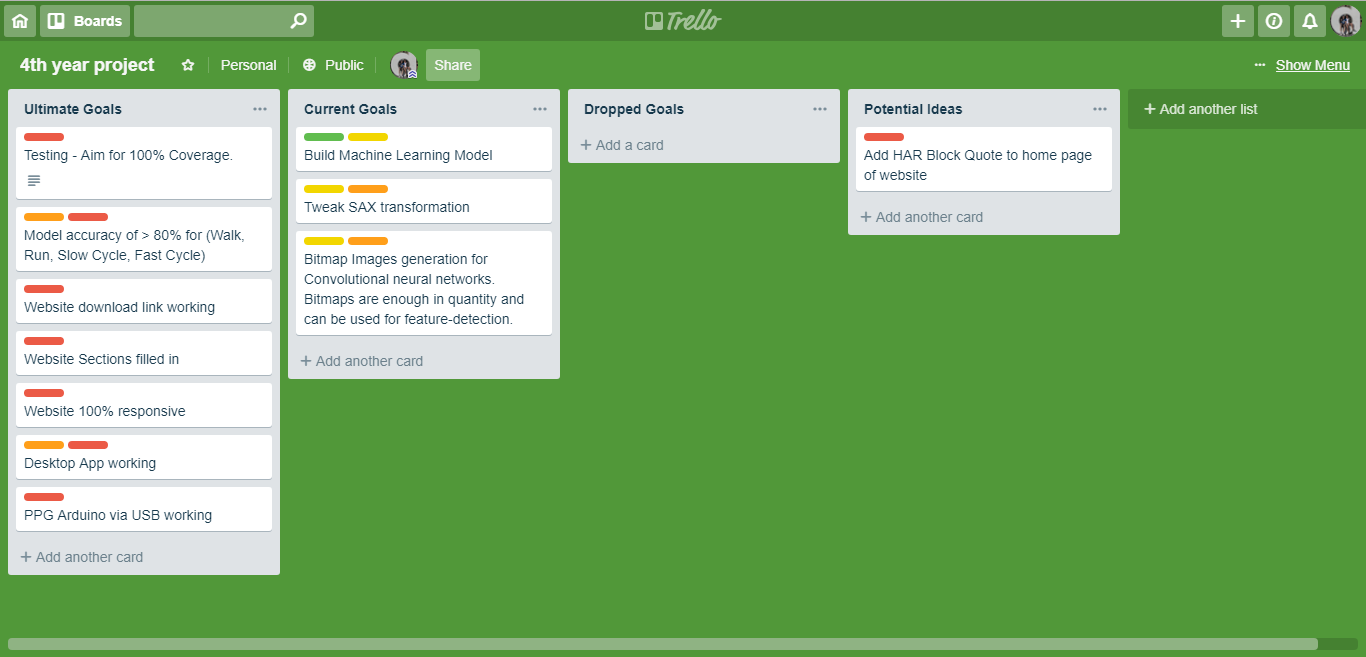 Boards
Trello
4th year project
Personal
Public
Share
... Show Menu
Ultimate Goals
Testing - Aim for 100% Coverage.
Model accuracy of > 80% for (Walk,
Run, Slow Cycle, Fast Cycle)
Website download link working
Website Sections filled in
Website 100% responsive
Desktop App working
PPG Arduino via USB working
+ Add another card
Current Goals
Build Machine Learning Model
Tweak SAX transformation
Bitmap Images generation for
Convolutional neural networks.
Bitmaps are enough in quantity and
can be used for feature-detection.
+ Add another card
Dropped Goals
+ Add a card
Potential Ideas
Add HAR Block Quote to home page
of website
+ Add another card
+ Add another list